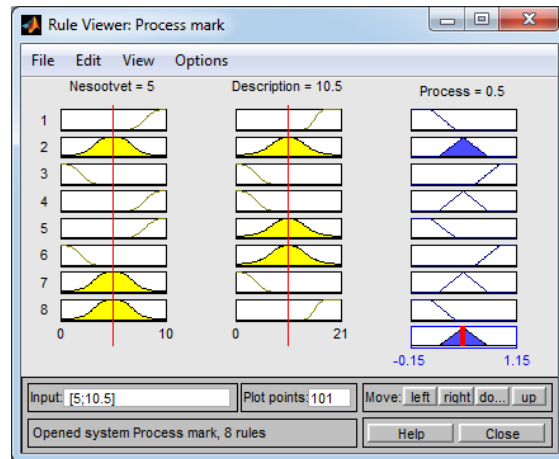 Rule Viewer: Process mark
File Edit View Options
Nesootvet = 5 Description = 10.5 Process = 0.5
1
2
3
4
5
6
7
8
0 10 0 21
-0.15 1.15
Input: [5;10.5] Plot points: 101 Move: left right do... up
Opened system Process mark, 8 rules Help Close